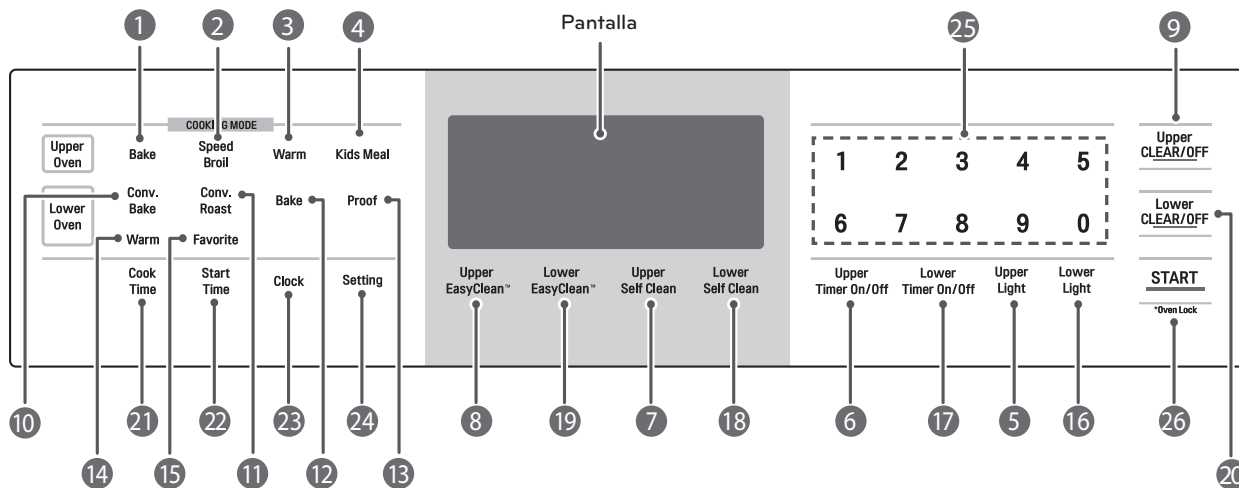 1
2
3
4
Pantalla
25
9
COOKING MODE
Upper
Oven
Bake
Speed
Broil
Warm
Kids Meal
Lower
Oven
Conv.
Bake
Conv.
Roast
Bake
Proof
Warm
Favorite
Cook
Time
Start
Time
Clock
Setting
Upper
EasyClean™
Lower
EasyClean™
Upper
Self Clean
Lower
Self Clean
1 2 3 4 5
6 7 8 9 0
Upper
Timer On/Off
Lower
Timer On/Off
Upper
Light
Lower
Light
Upper
CLEAR/OFF
Lower
CLEAR/OFF
START
*Oven Lock
10
21
22
23
24
8
19
7
18
6
17
5
16
26
14
15
11
12
13
20